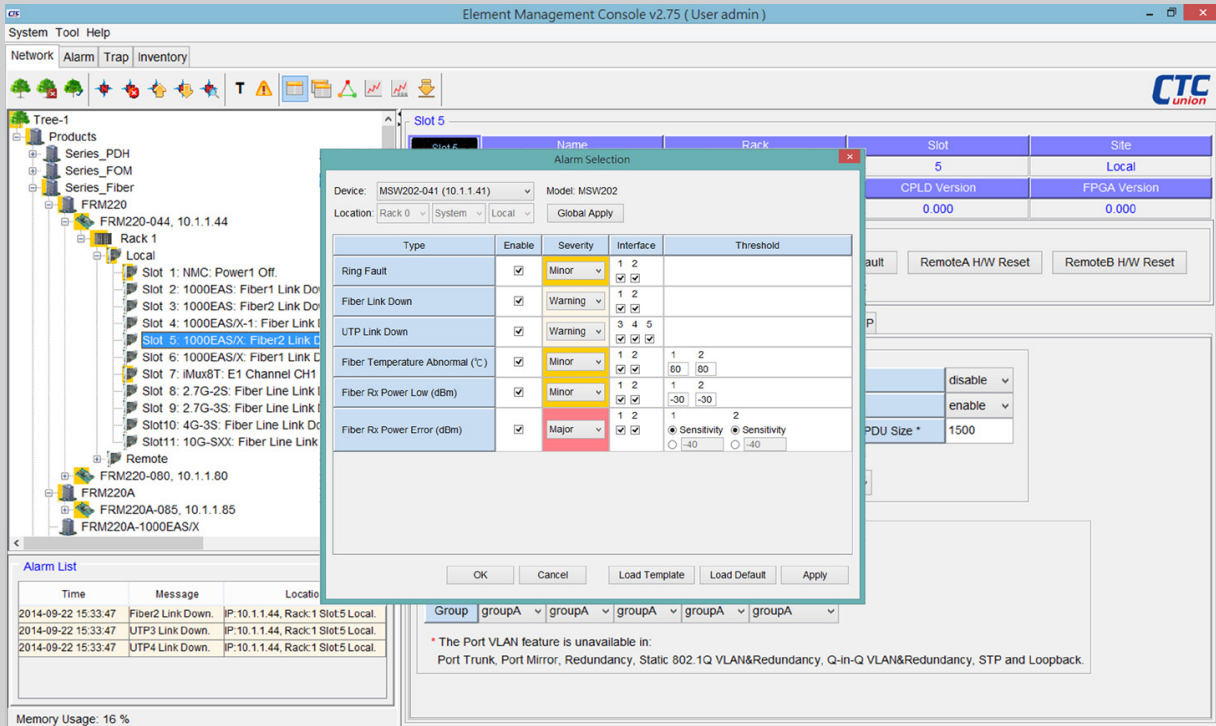 CTC
Element Management Console v2.75 ( User admin )
System Tool Help
Network Alarm Trap Inventory
T
CTC
union
Tree-1
Products
Series_PDH
Series_FOM
Series_Fiber
FRM220
FRM220-044, 10.1.1.44
Rack 1
Local
Slot 1: NMC: Power1 Off.
Slot 2: 1000EAS: Fiber1 Link Do
Slot 3: 1000EAS: Fiber2 Link Do
Slot 4: 1000EAS/X-1: Fiber Link
Slot 5: 1000EAS/X: Fiber2 Link D
Slot 6: 1000EAS/X: Fiber1 Link D
Slot 7: iMux8T: E1 Channel CH1
Slot 8: 2.7G-2S: Fiber Line Link
Slot 9: 2.7G-3S: Fiber Line Link
Slot10: 4G-3S: Fiber Line Link Do
Slot11: 10G-SXX: Fiber Line Link
Remote
FRM220-080, 10.1.1.80
FRM220A
FRM220A-085, 10.1.1.85
FRM220A-1000EAS/X
Alarm List
Time Message Locatio
2014-09-22 15:33:47 Fiber2 Link Down. IP:10.1.1.44, Rack:1 Slot:5 Local.
2014-09-22 15:33:47 UTP3 Link Down. IP:10.1.1.44, Rack:1 Slot:5 Local.
2014-09-22 15:33:47 UTP4 Link Down. IP:10.1.1.44, Rack:1 Slot:5 Local.
Memory Usage: 16 %
Slot 5
Name Rack Slot Site
5 Local
CPLD Version FPGA Version
0.000 0.000
ault RemoteA H/W Reset RemoteB H/W Reset
P
disable
enable
PDU Size * 1500
Alarm Selection
Device: MSW202-041 (10.1.1.41) Model: MSW202
Location: Rack 0 System Local Global Apply
Type Enable Severity Interface Threshold
Ring Fault Minor 1 2
Fiber Link Down Warning 1 2
UTP Link Down Warning 3 4 5
Fiber Temperature Abnormal (℃) Minor 1 2 1 2
80 80
Fiber Rx Power Low (dBm) Minor 1 2 1 2
-30 -30
Fiber Rx Power Error (dBm) Major 1 2 1 2
Sensitivity Sensitivity
-40 -40
OK Cancel Load Template Load Default Apply
Group groupA groupA groupA groupA groupA
* The Port VLAN feature is unavailable in:
Port Trunk, Port Mirror, Redundancy, Static 802.1Q VLAN&Redundancy, Q-in-Q VLAN&Redundancy, STP and Loopback.